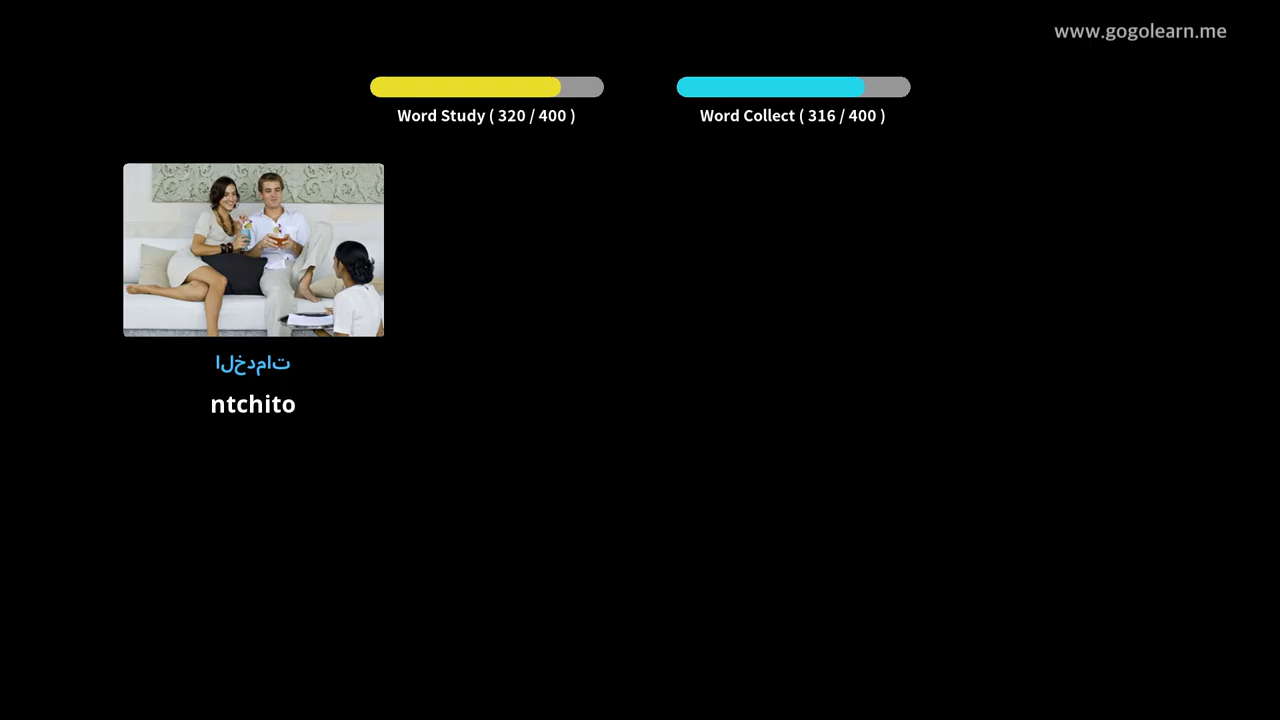 www.gogolearn.me
Word Study ( 320 / 400 )
Word Collect ( 316 / 400 )
الخدمات
ntchito